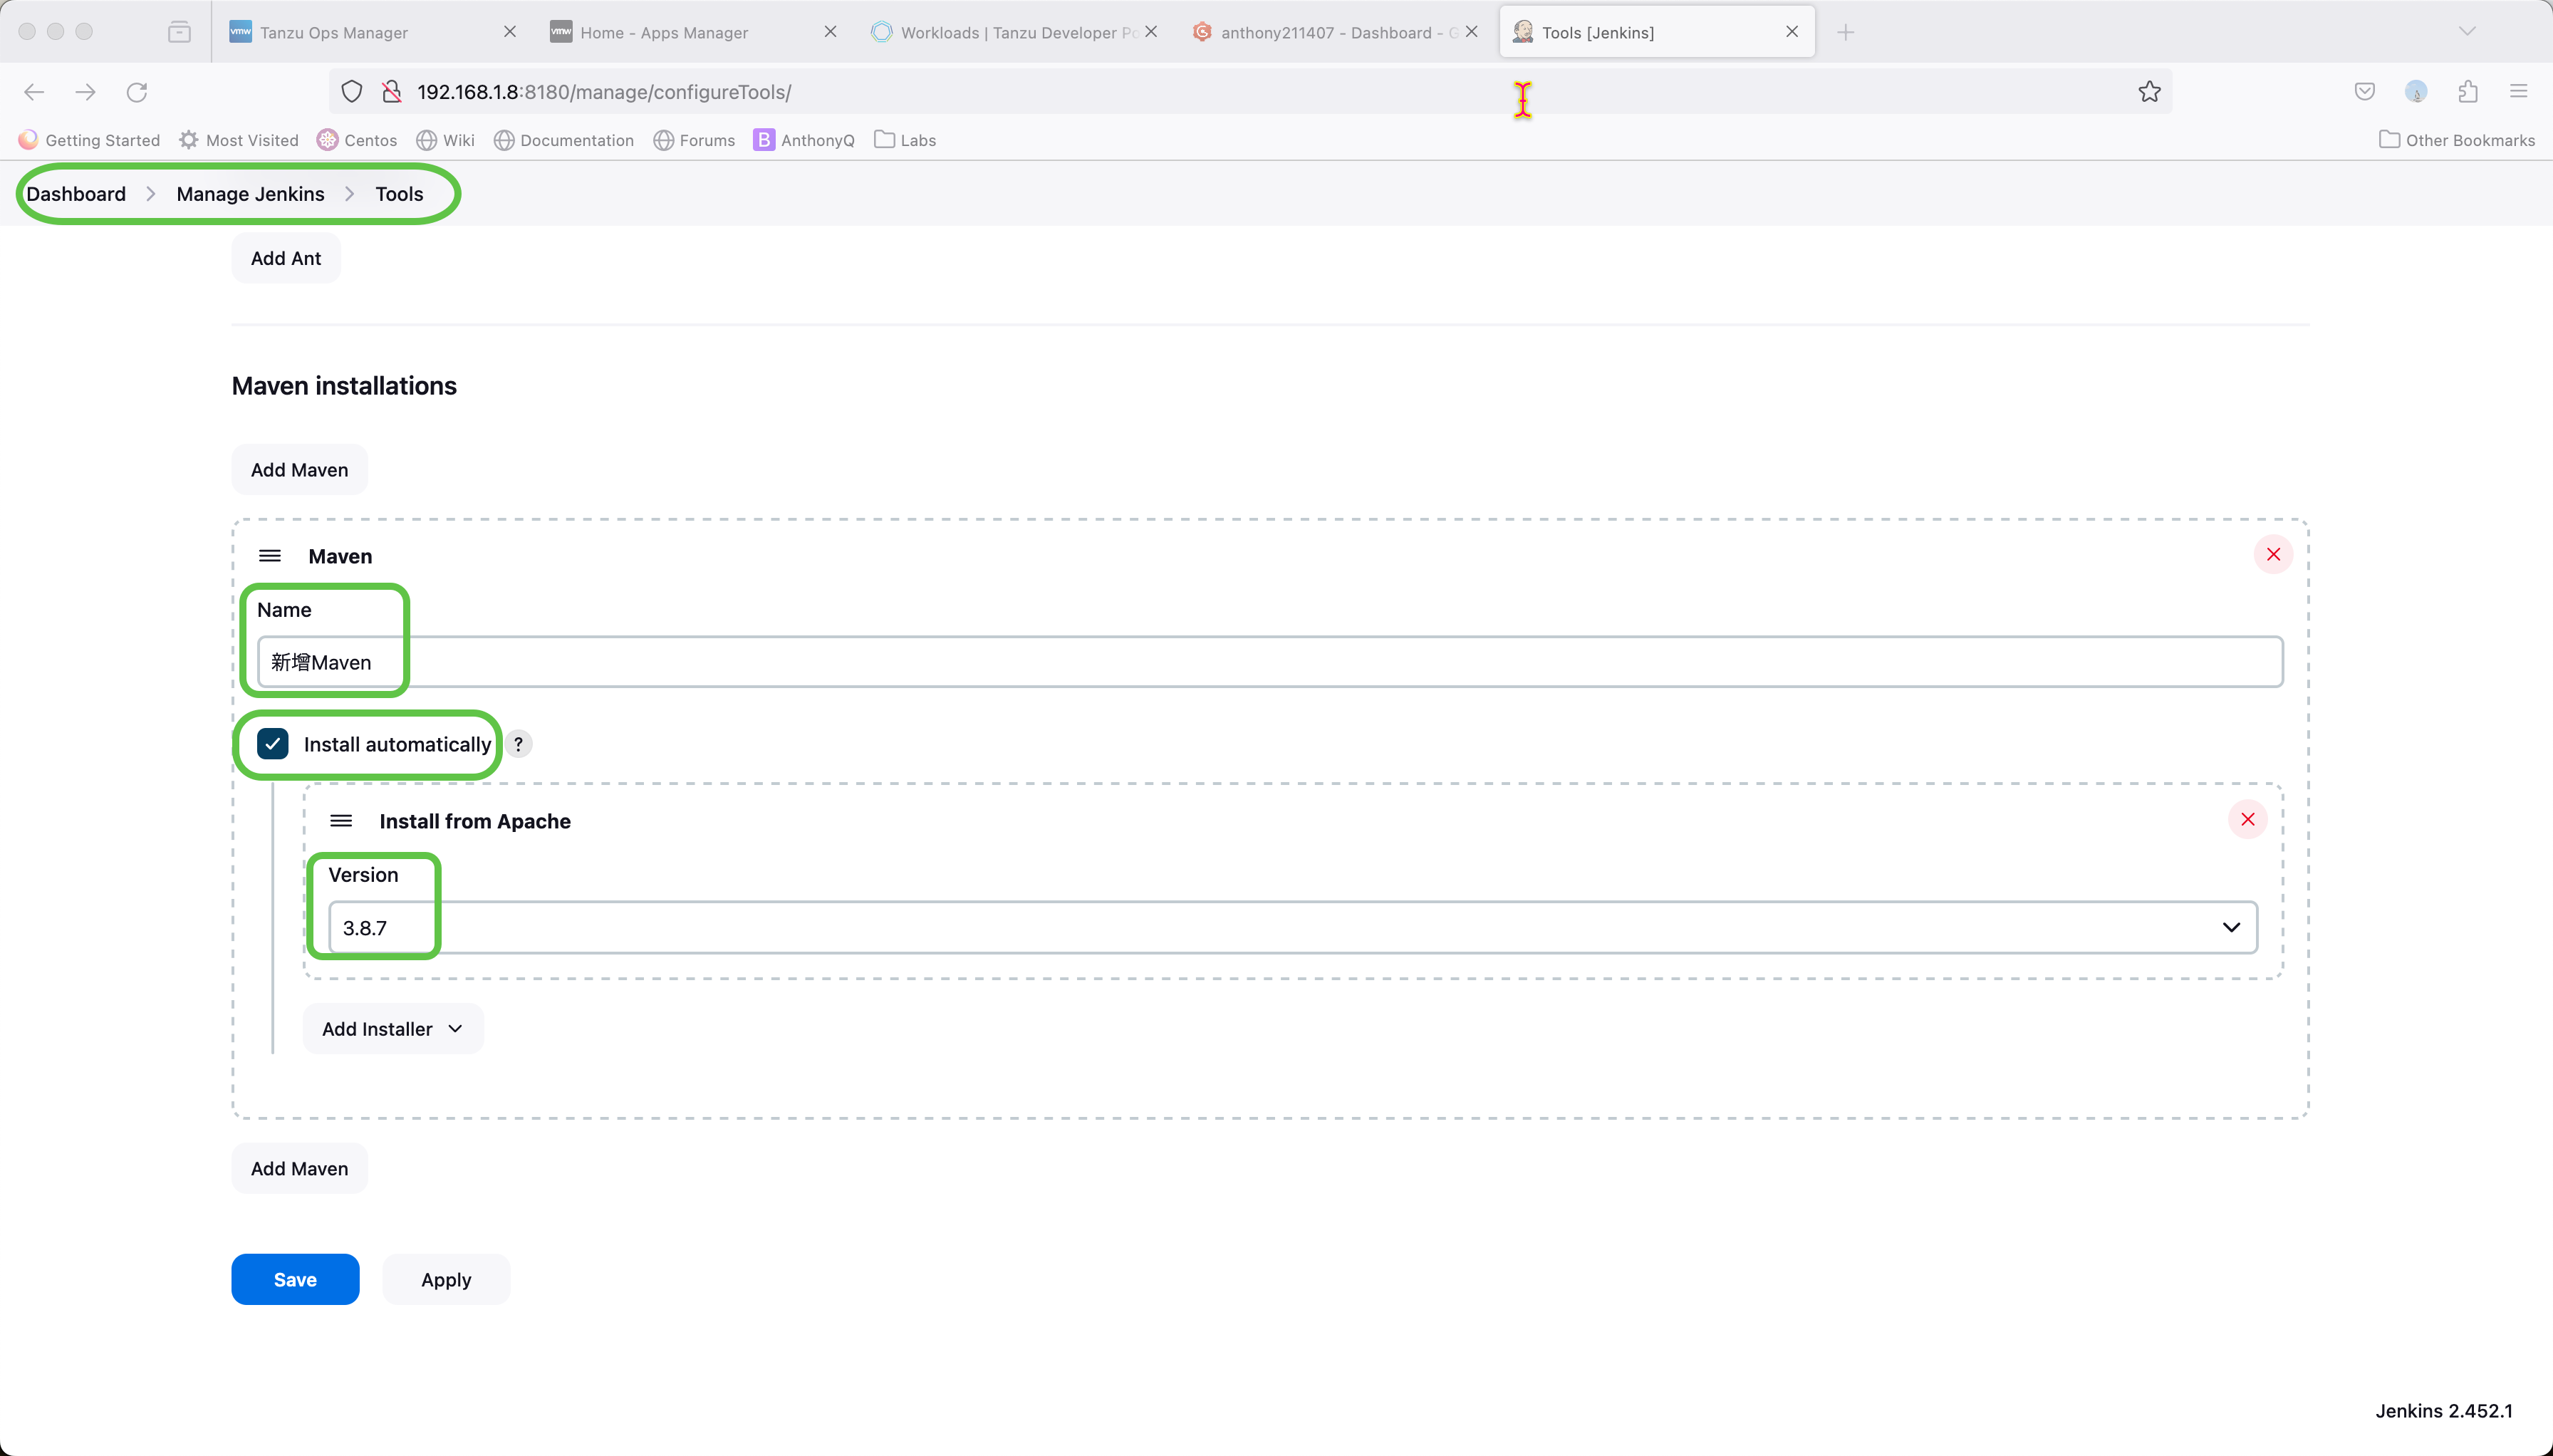 Tanzu Ops Manager
Home - Apps Manager
Workloads | Tanzu Developer Po
anthony211407 - Dashboard - G
Tools [Jenkins]
192.168.1.8:8180/manage/configureTools/
Getting Started
Most Visited
Centos
Wiki
Documentation
Forums
B AnthonyQ
Labs
Other Bookmarks
Dashboard
Manage Jenkins
Tools
Add Ant
Maven installations
Add Maven
Maven
Name
新增Maven
Install automatically ?
Install from Apache
Version
3.8.7
Add Installer
Add Maven
Save
Apply
Jenkins 2.452.1